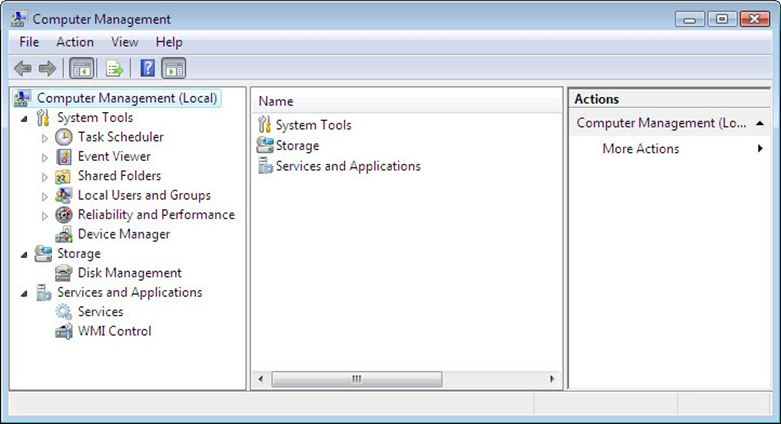 Computer Management
File Action View Help
Computer Management (Local)
System Tools
Task Scheduler
Event Viewer
Shared Folders
Local Users and Groups
Reliability and Performance
Device Manager
Storage
Disk Management
Services and Applications
Services
WMI Control
Name
System Tools
Storage
Services and Applications
Actions
Computer Management (Lo...
More Actions